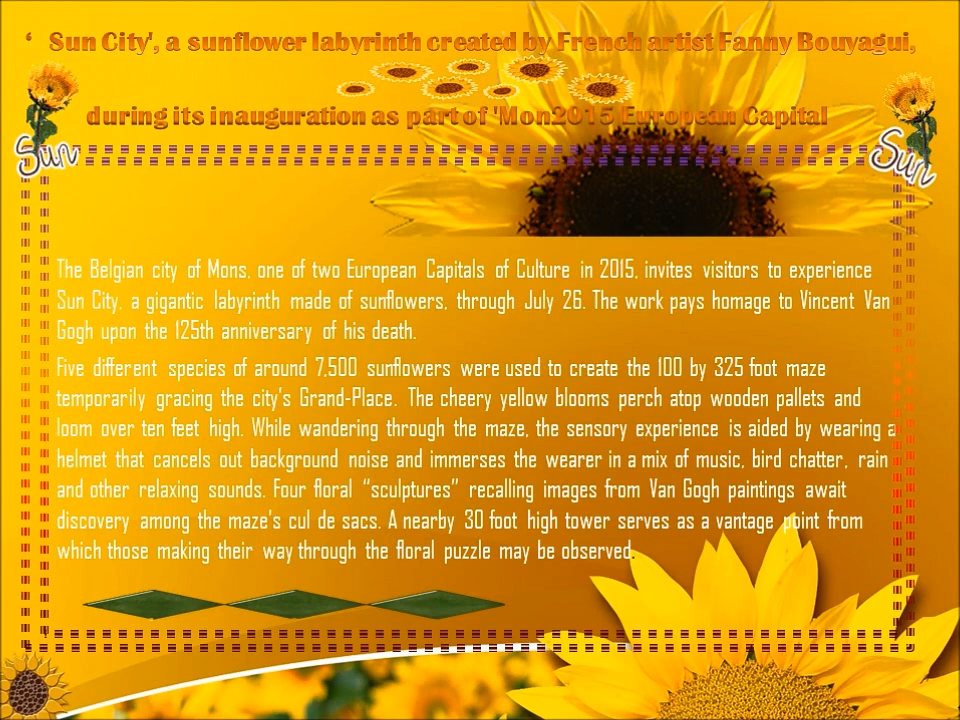 ‘ Sun City', a sunflower labyrinth created by French artist Fanny Bouyagui,
during its inauguration as part of 'Mon2015 European Capital
Sun
Sun
The Belgian city of Mons, one of two European Capitals of Culture in 2015, invites visitors to experience
Sun City, a gigantic labyrinth made of sunflowers, through July 26. The work pays homage to Vincent Van
Gogh upon the 125th anniversary of his death.
Five different species of around 7,500 sunflowers were used to create the 100 by 325 foot maze
temporarily gracing the city's Grand-Place. The cheery yellow blooms perch atop wooden pallets and
loom over ten feet high. While wandering through the maze, the sensory experience is aided by wearing a
helmet that cancels out background noise and immerses the wearer in a mix of music, bird chatter, rain
and other relaxing sounds. Four floral “sculptures” recalling images from Van Gogh paintings await
discovery among the maze's cul de sacs. A nearby 30 foot high tower serves as a vantage point from
which those making their way through the floral puzzle may be observed.